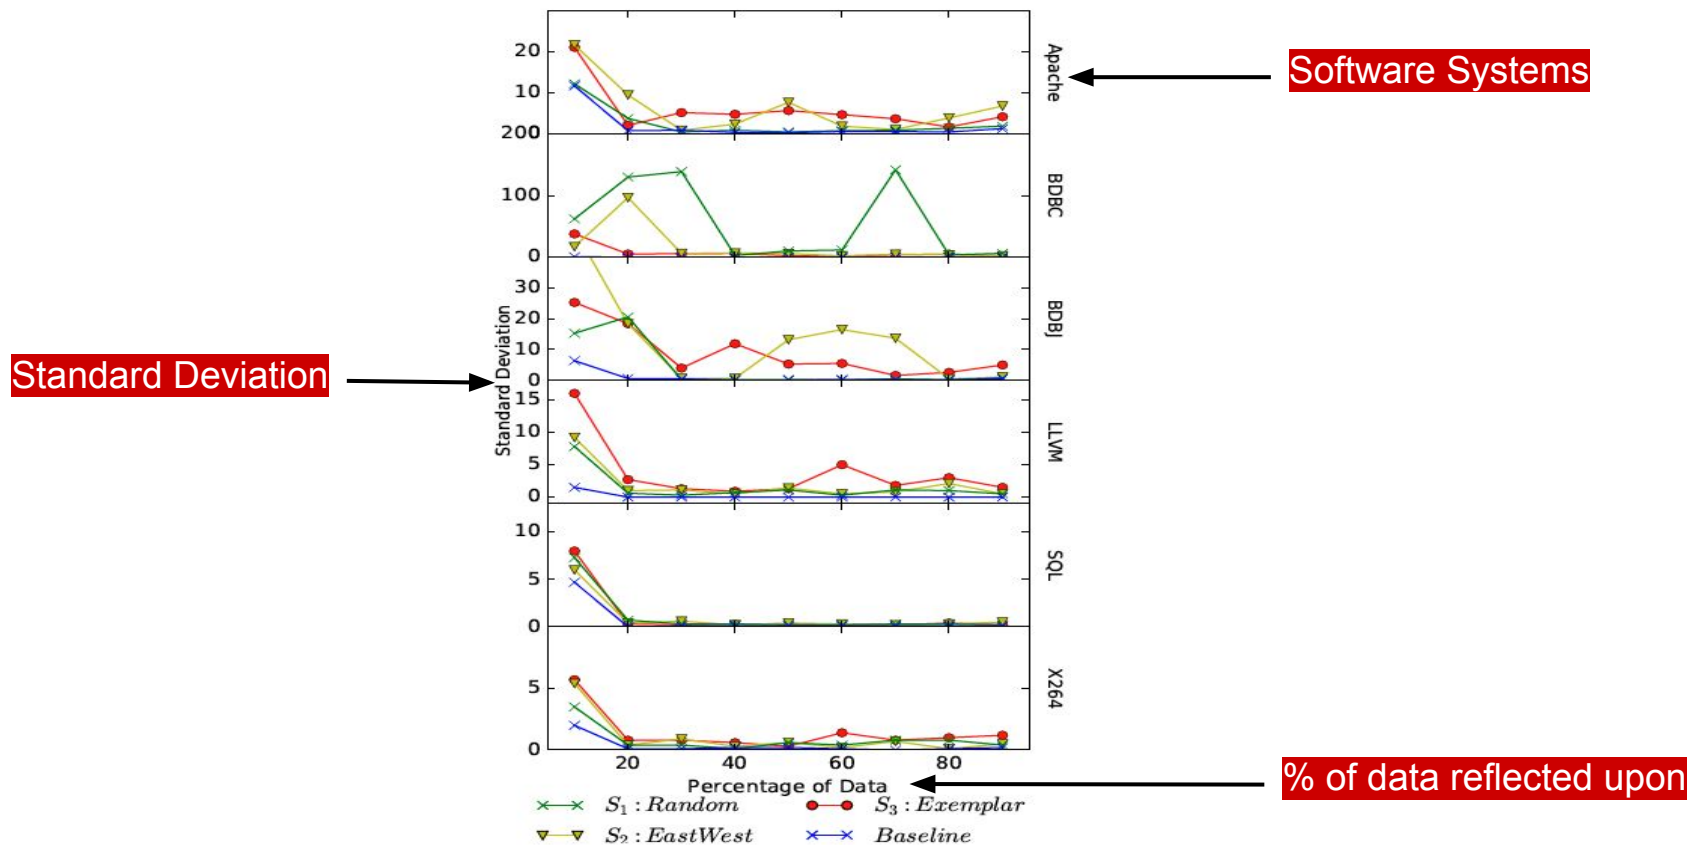 Software Systems
Standard Deviation
% of data reflected upon
20
10
0
Apache
200
100
0
BDBC
30
20
10
0
BDBJ
Standard Deviation
15
10
5
0
LLVM
10
5
0
SQL
5
0
X264
20 40 60 80
Percentage of Data
S₁ : Random S₃ : Exemplar
S₂ : EastWest Baseline